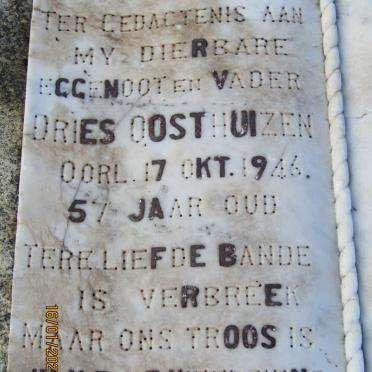 TER GEDAGTENIS AAN
MY DIERBARE
EGGENOOT EN VADER
DRIES OOSTHUIZEN
OORL. 17 OKT. 1946.
57 JAAR OUD
TERE LIEFDE BANDE
IS VERBREEK
MAAR ONS TROOS IS